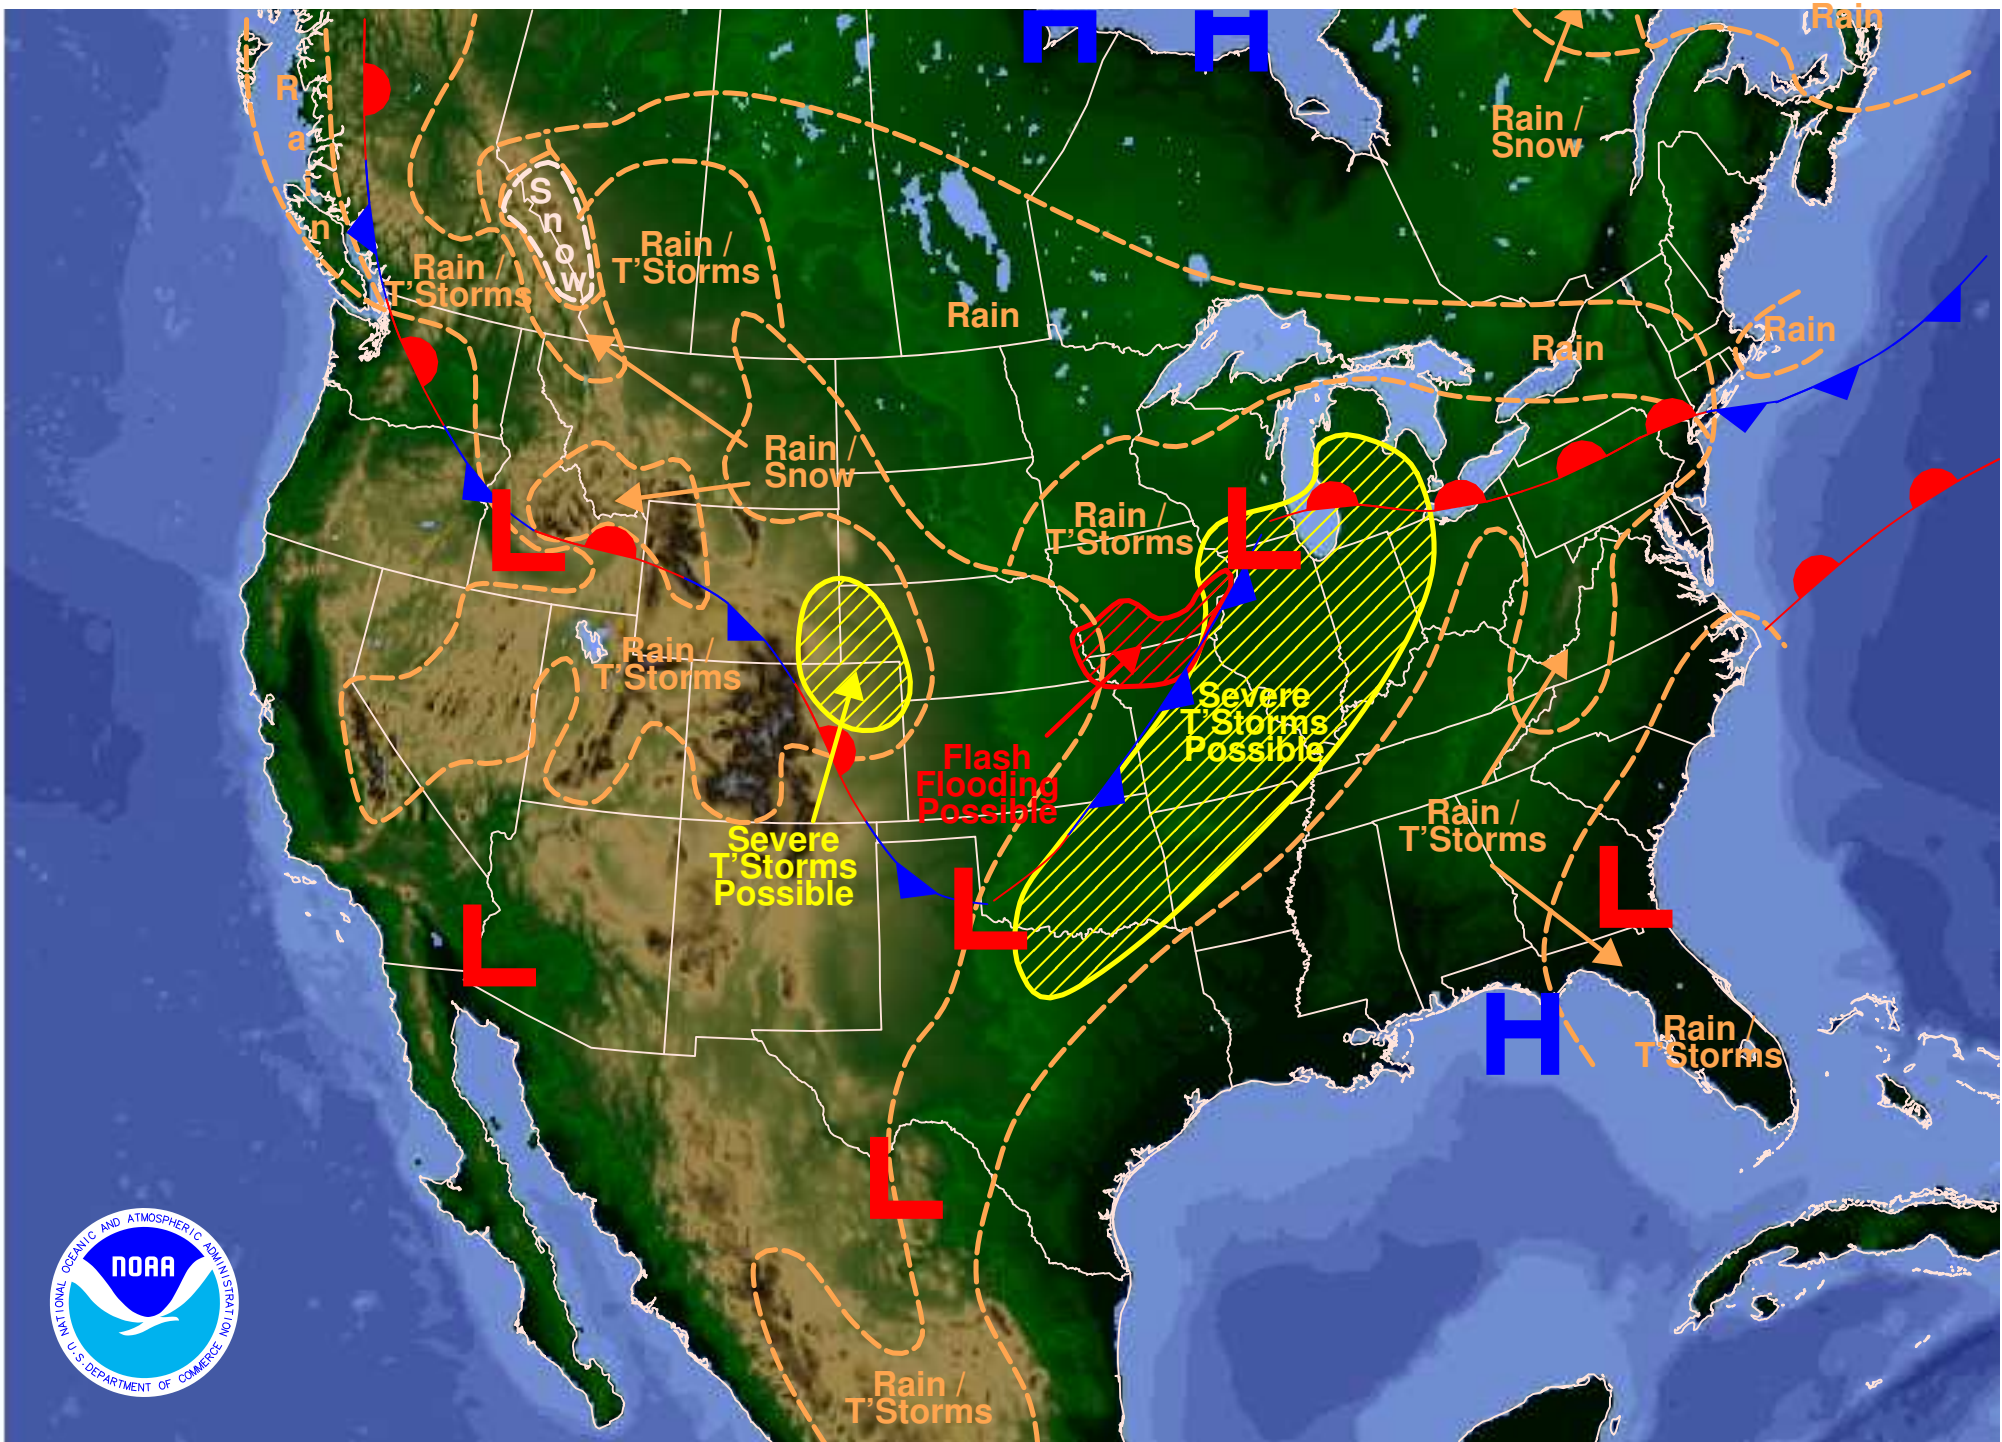 H
H
Rain
R
a
i
n
Rain /
Snow
S
n
o
w
Rain /
T'Storms
Rain /
T'Storms
Rain
Rain
Rain
Rain /
Snow
L
L
Rain /
T'Storms
Rain /
T'Storms
Severe
T'Storms
Possible
Flash
Flooding
Possible
Severe
T'Storms
Possible
Rain /
T'Storms
L
L
L
H
Rain /
T'Storms
L
Rain /
T'Storms
NATIONAL OCEANIC AND ATMOSPHERIC ADMINISTRATION
NOAA
U.S. DEPARTMENT OF COMMERCE